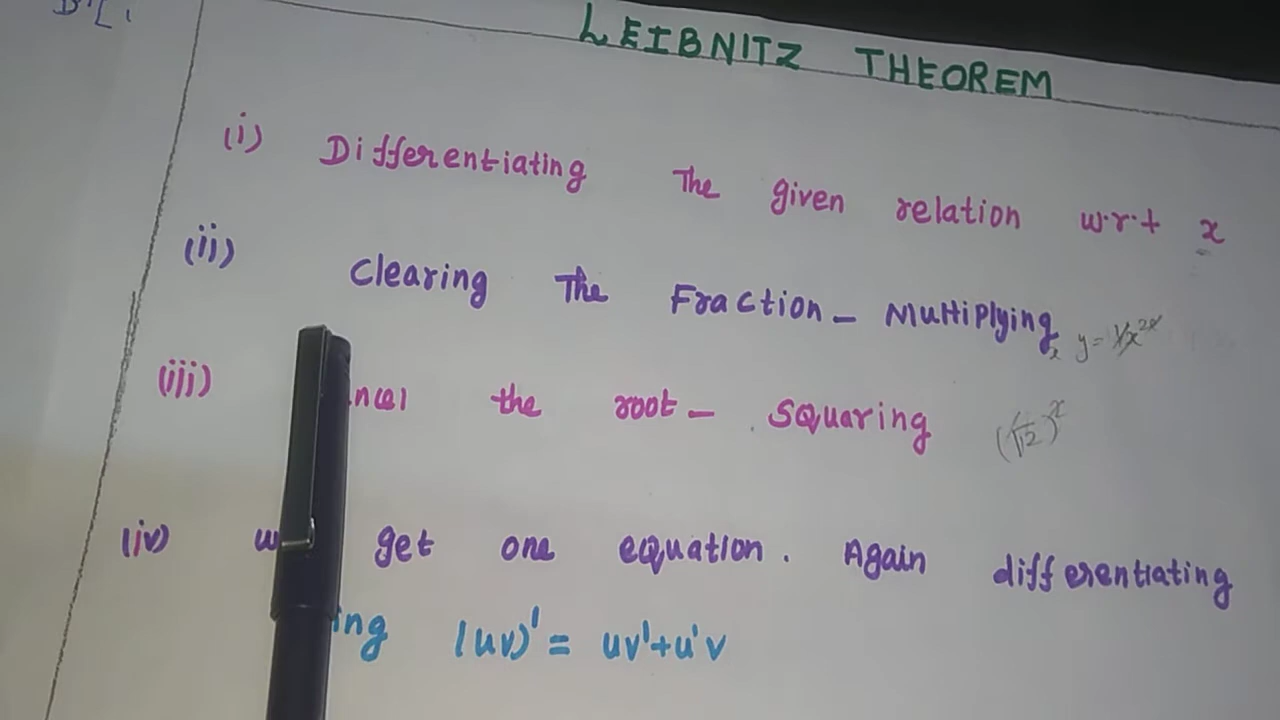 LEIBNITZ THEOREM
(i) Differentiating The given relation w.r.t x
(ii) Clearing The Fraction - Multiplying
(iii) the root - Squaring
(iv) get one equation. Again differentiating
(uv)' = uv'+u'v